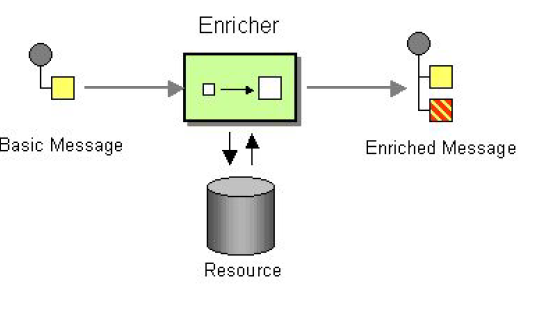 Enricher
Basic Message
Enriched Message
Resource